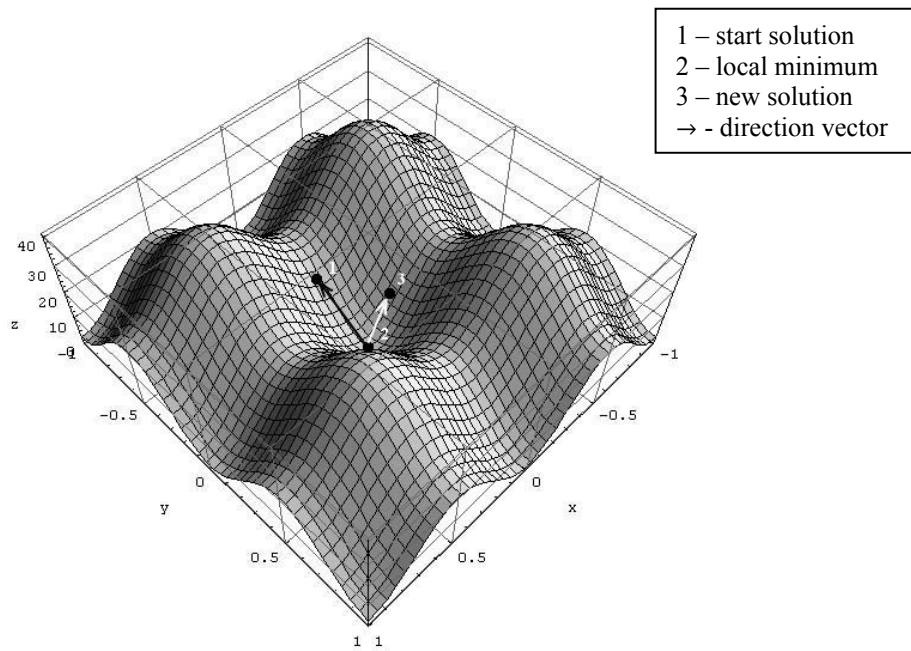 1 – start solution
2 – local minimum
3 – new solution
→ - direction vector
40
30
20
10
0
z
-1
-0.5
0
0.5
1
y
1
3
2
-1
-0.5
0
0.5
1
x